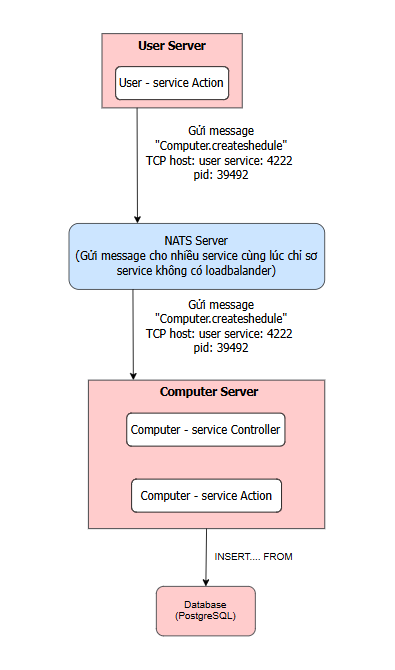 User Server
User - service Action
Gửi message
"Computer.createshedule"
TCP host: user service: 4222
pid: 39492
NATS Server
(Gửi message cho nhiều service cùng lúc chỉ sơ
service không có loadbalander)
Gửi message
"Computer.createshedule"
TCP host: user service: 4222
pid: 39492
Computer Server
Computer - service Controller
Computer - service Action
INSERT.... FROM
Database
(PostgreSQL)